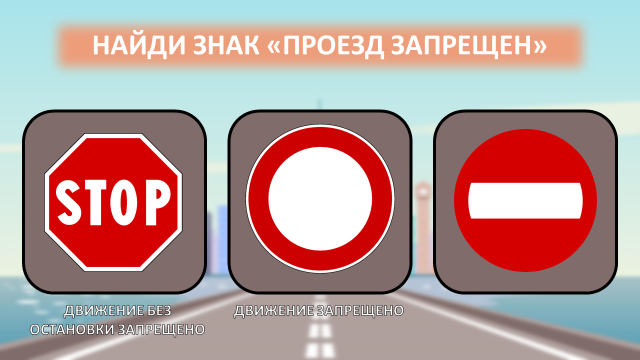 НАЙДИ ЗНАК «ПРОЕЗД ЗАПРЕЩЕН»
STOP
ДВИЖЕНИЕ БЕЗ
ОСТАНОВКИ ЗАПРЕЩЕНО
ДВИЖЕНИЕ ЗАПРЕЩЕНО